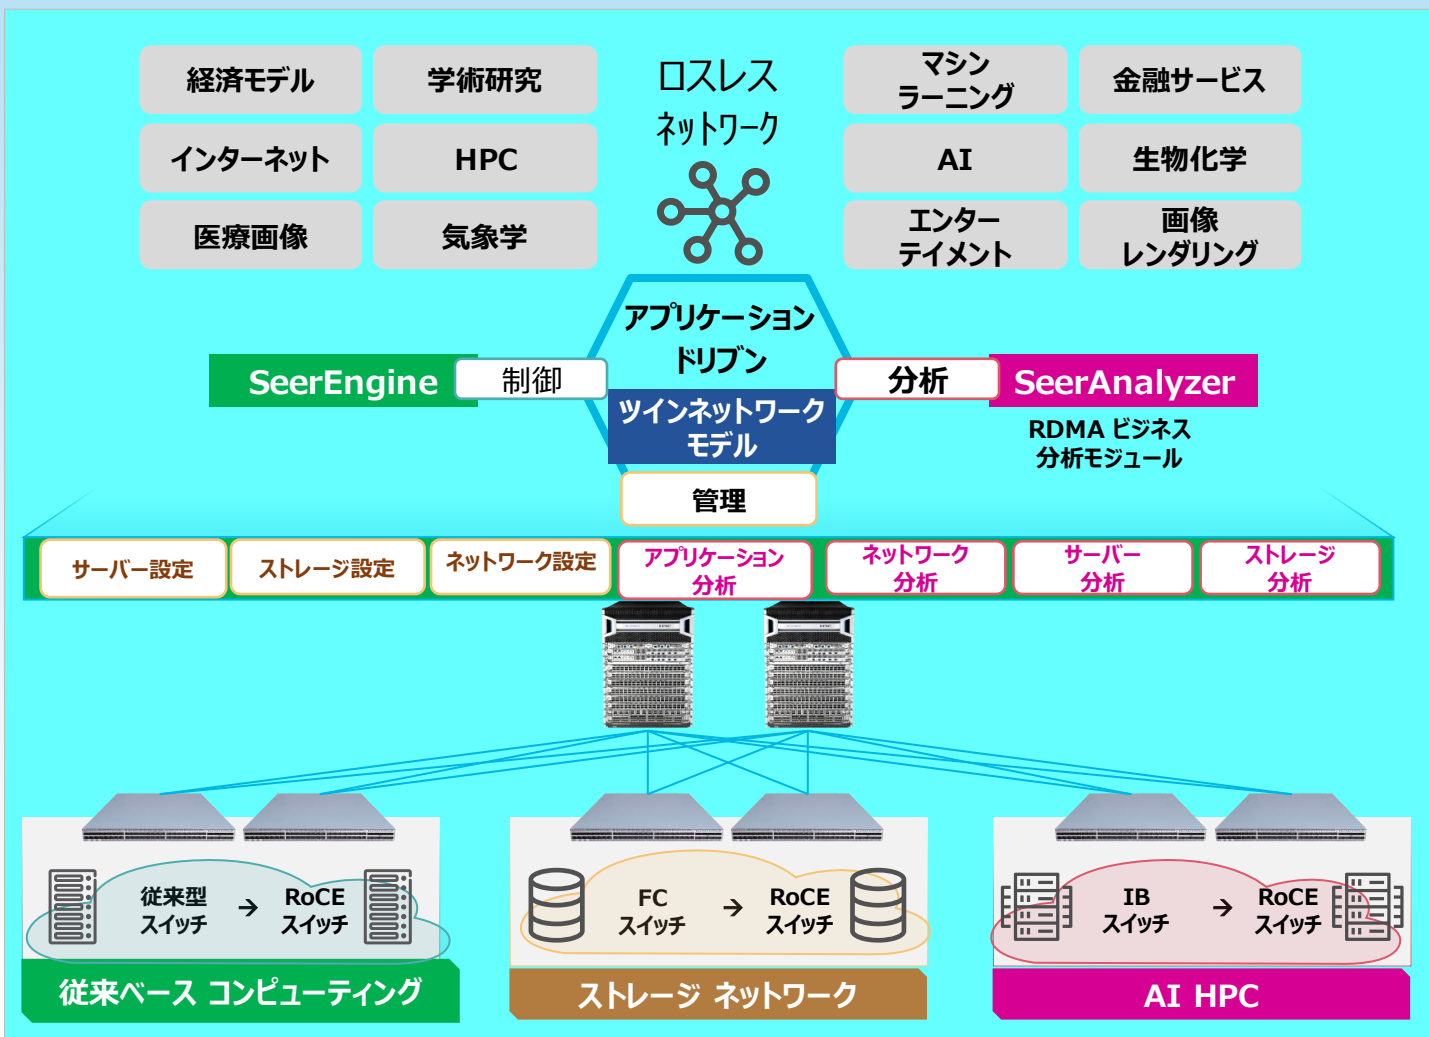 経済モデル
学術研究
インターネット
HPC
医療画像
気象学
ロスレス
ネットワーク
マシン
ラーニング
金融サービス
AI
生物化学
エンター
テイメント
画像
レンダリング
アプリケーション
ドリブン
SeerEngine
制御
ツインネットワーク
モデル
分析
SeerAnalyzer
RDMA ビジネス
分析モジュール
管理
サーバー設定
ストレージ設定
ネットワーク設定
アプリケーション
分析
ネットワーク
分析
サーバー
分析
ストレージ
分析
従来型
スイッチ
→
RoCE
スイッチ
従来ベース コンピューティング
FC
スイッチ
→
RoCE
スイッチ
ストレージ ネットワーク
IB
スイッチ
→
RoCE
スイッチ
AI HPC